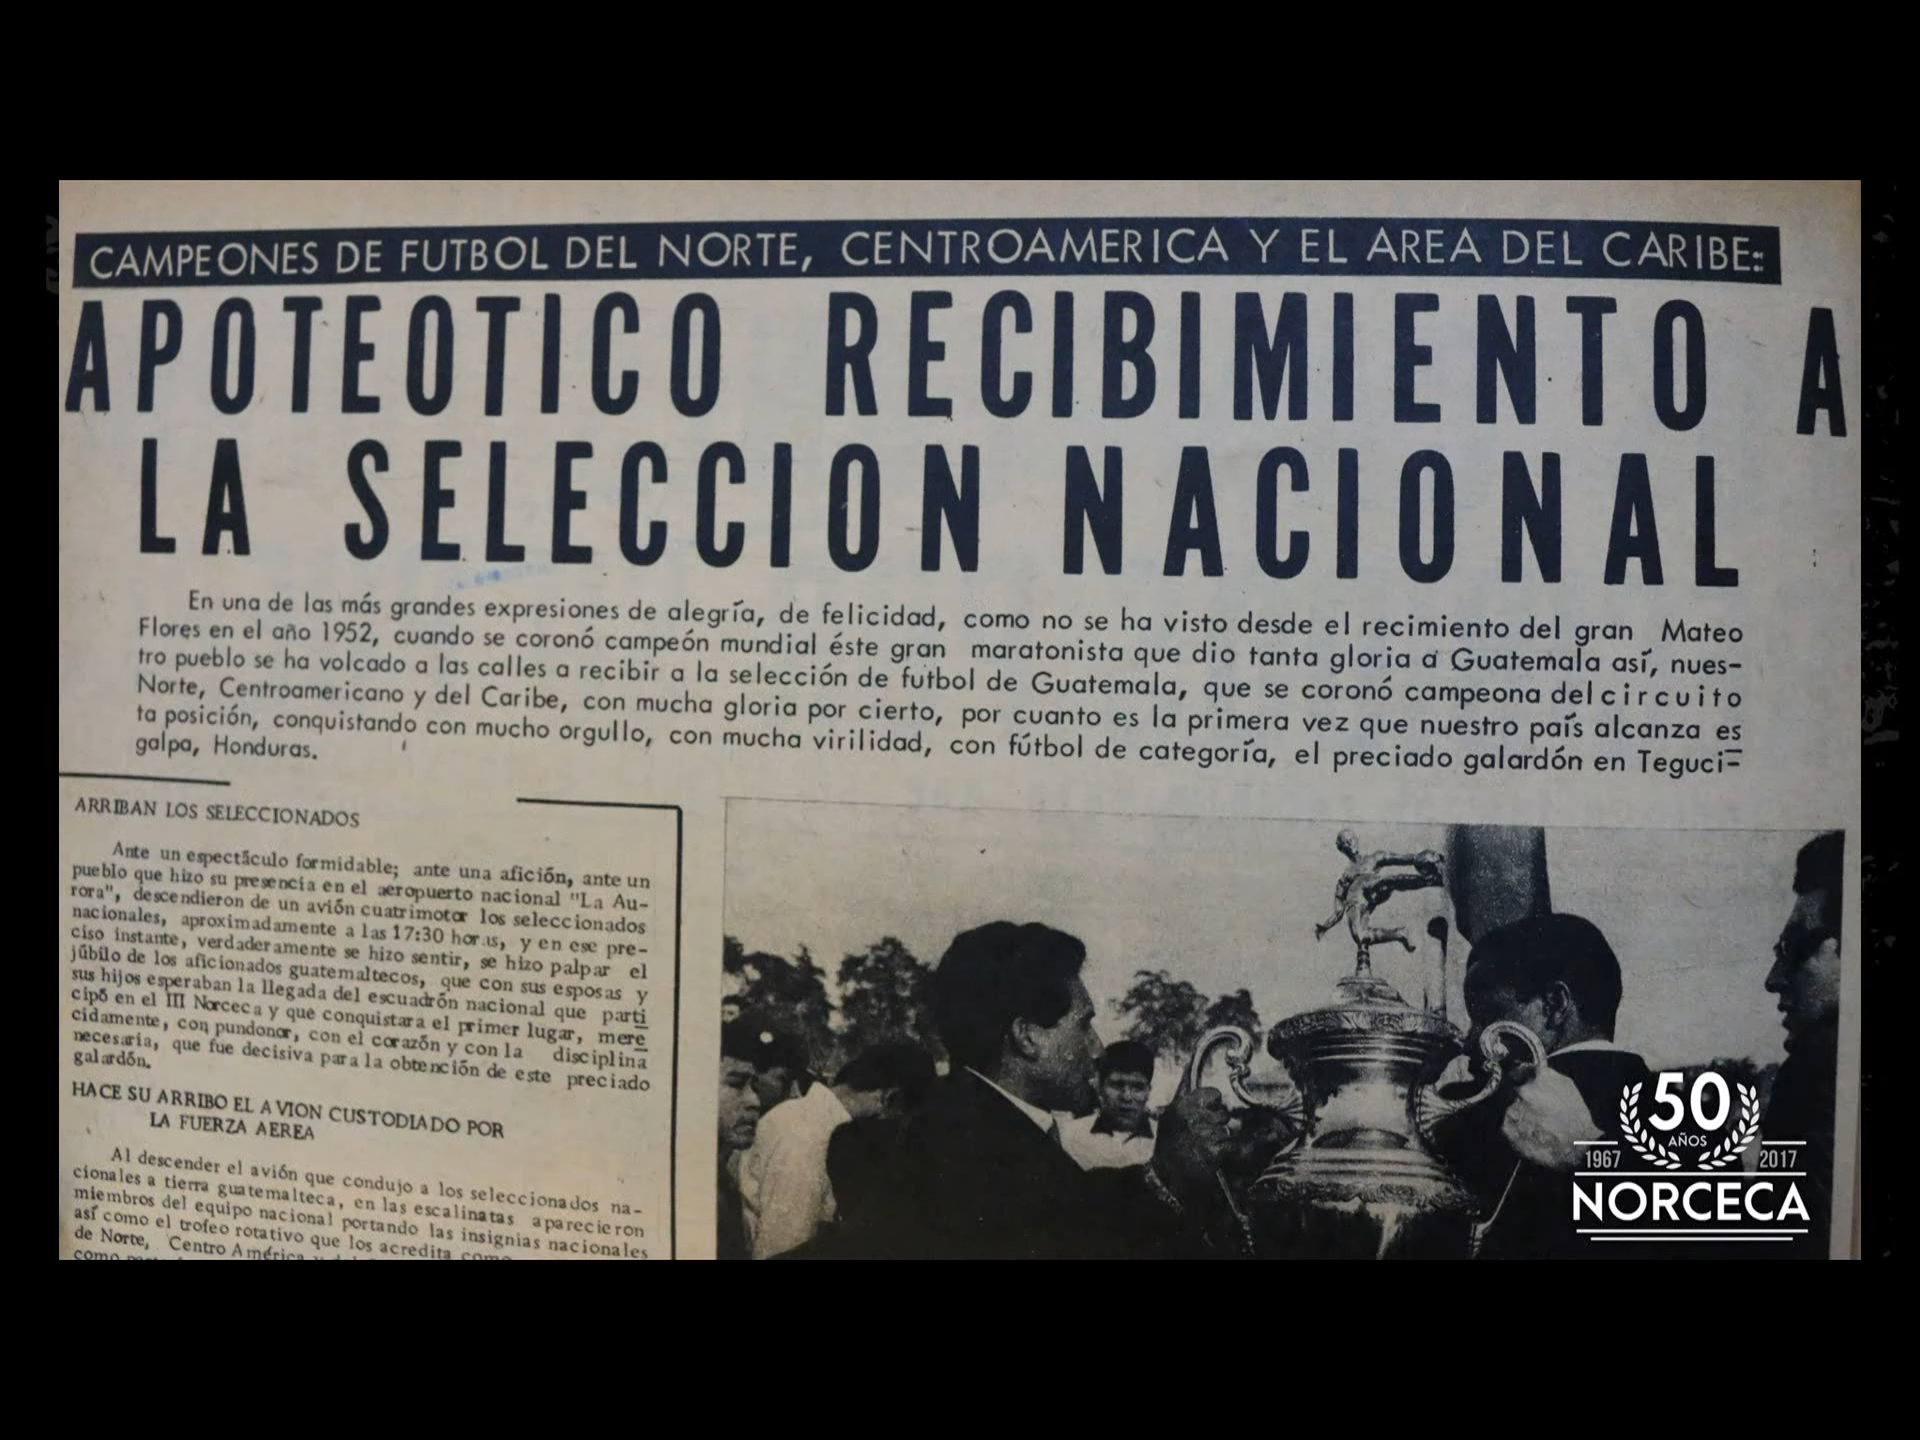 CAMPEONES DE FUTBOL DEL NORTE, CENTROAMERICA Y EL AREA DEL CARIBE:
APOTEOTICO RECIBIMIENTO A
LA SELECCION NACIONAL
En una de las más grandes expresiones de alegría, de felicidad, como no se ha visto desde el recimiento del gran Mateo
Flores en el año 1952, cuando se coronó campeón mundial éste gran maratonista que dio tanta gloria a Guatemala así, nues-
tro pueblo se ha volcado a las calles a recibir a la selección de futbol de Guatemala, que se coronó campeona del circuito
Norte, Centroamericano y del Caribe, con mucha gloria por cierto, por cuanto es la primera vez que nuestro país alcanza es
ta posición, conquistando con mucho orgullo, con mucha virilidad, con fútbol de categoría, el preciado galardón en Teguci-
galpa, Honduras.
ARRIBAN LOS SELECCIONADOS
Ante un espectáculo formidable; ante una afición, ante un
pueblo que hizo su presencia en el aeropuerto nacional "La Au-
rora", descendieron de un avión cuatrimotor los seleccionados
nacionales, aproximadamente a las 17:30 horas, y en ese pre-
ciso instante, verdaderamente se hizo sentir, se hizo palpar el
júbilo de los aficionados guatemaltecos, que con sus esposas y
sus hijos esperaban la llegada del escuadrón nacional que parti
cipó en el III Norceca y que conquistara el primer lugar, mere
cidamente, con pundonor, con el corazón y con la disciplina
necesaria, que fue decisiva para la obtención de este preciado
galardón.
HACE SU ARRIBO EL AVION CUSTODIADO POR
LA FUERZA AEREA
Al descender el avión que condujo a los seleccionados na-
cionales a tierra guatemalteca, en las escalinatas aparecieron
miembros del equipo nacional portando las insignias nacionales
así como el trofeo rotativo que los acredita como
de Norte, Centro América y del
como
50
AÑOS
1967 2017
NORCECA